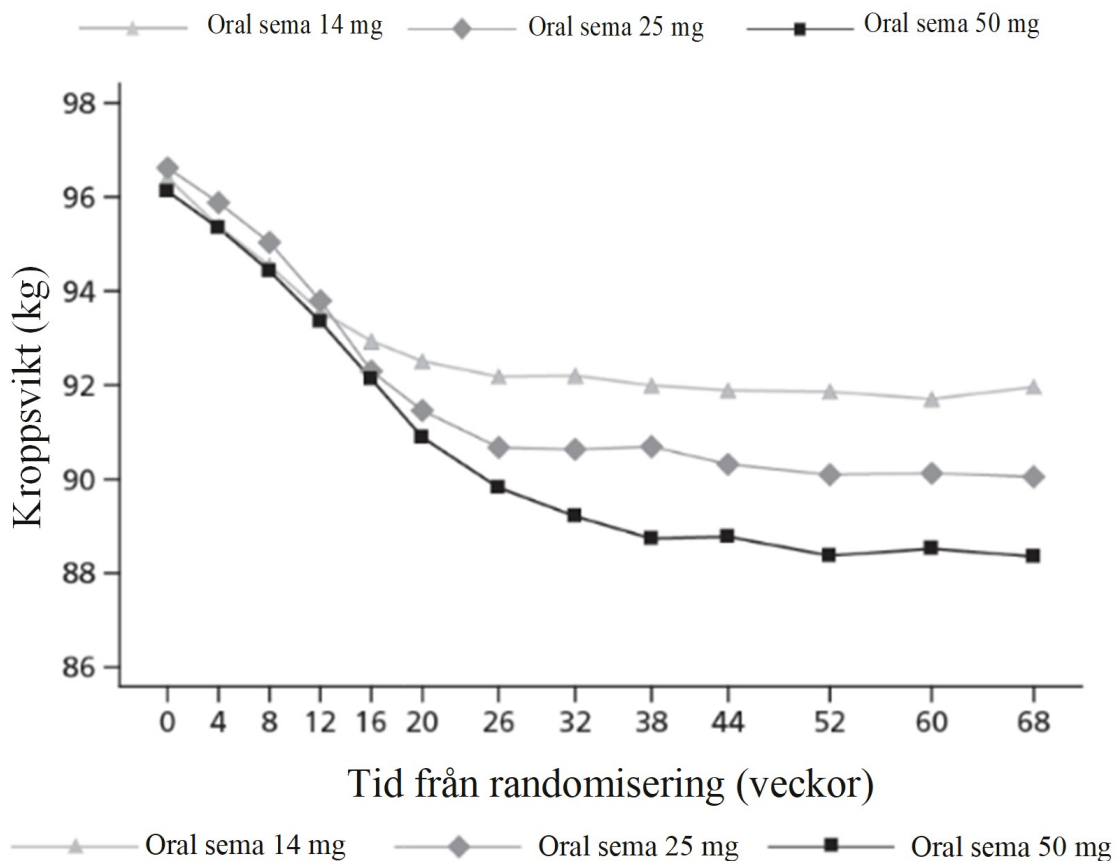 Oral sema 14 mg Oral sema 25 mg Oral sema 50 mg
98
96
94
92
90
88
86
Kroppsvikt (kg)
0 4 8 12 16 20 26 32 38 44 52 60 68
Tid från randomisering (veckor)
Oral sema 14 mg Oral sema 25 mg Oral sema 50 mg